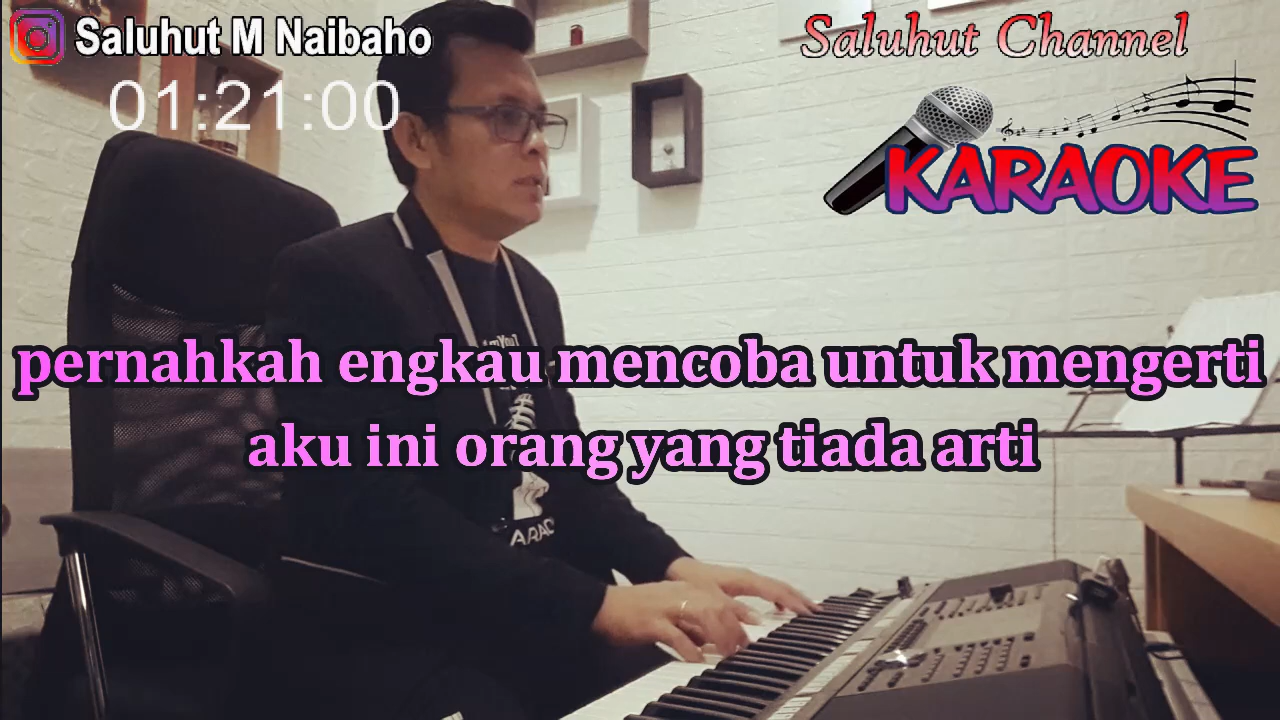 Saluhut M Naibaho
Saluhut Channel
01:21:00
KARAOKE
pernahkah engkau mencoba untuk mengerti
aku ini orang yang tiada arti